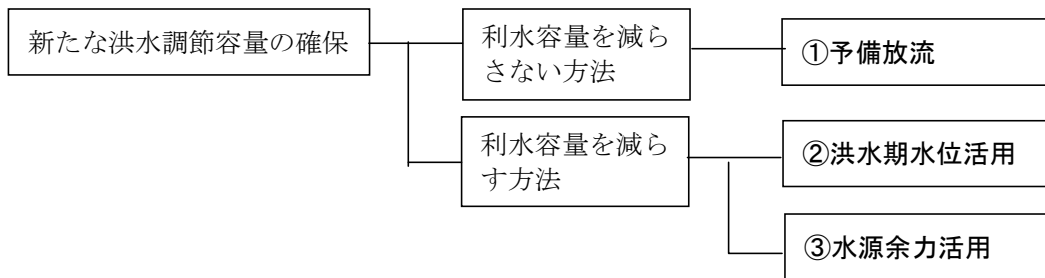 新たな洪水調節容量の確保
利水容量を減ら
さない方法
①予備放流
利水容量を減ら
す方法
②洪水期水位活用
③水源余力活用